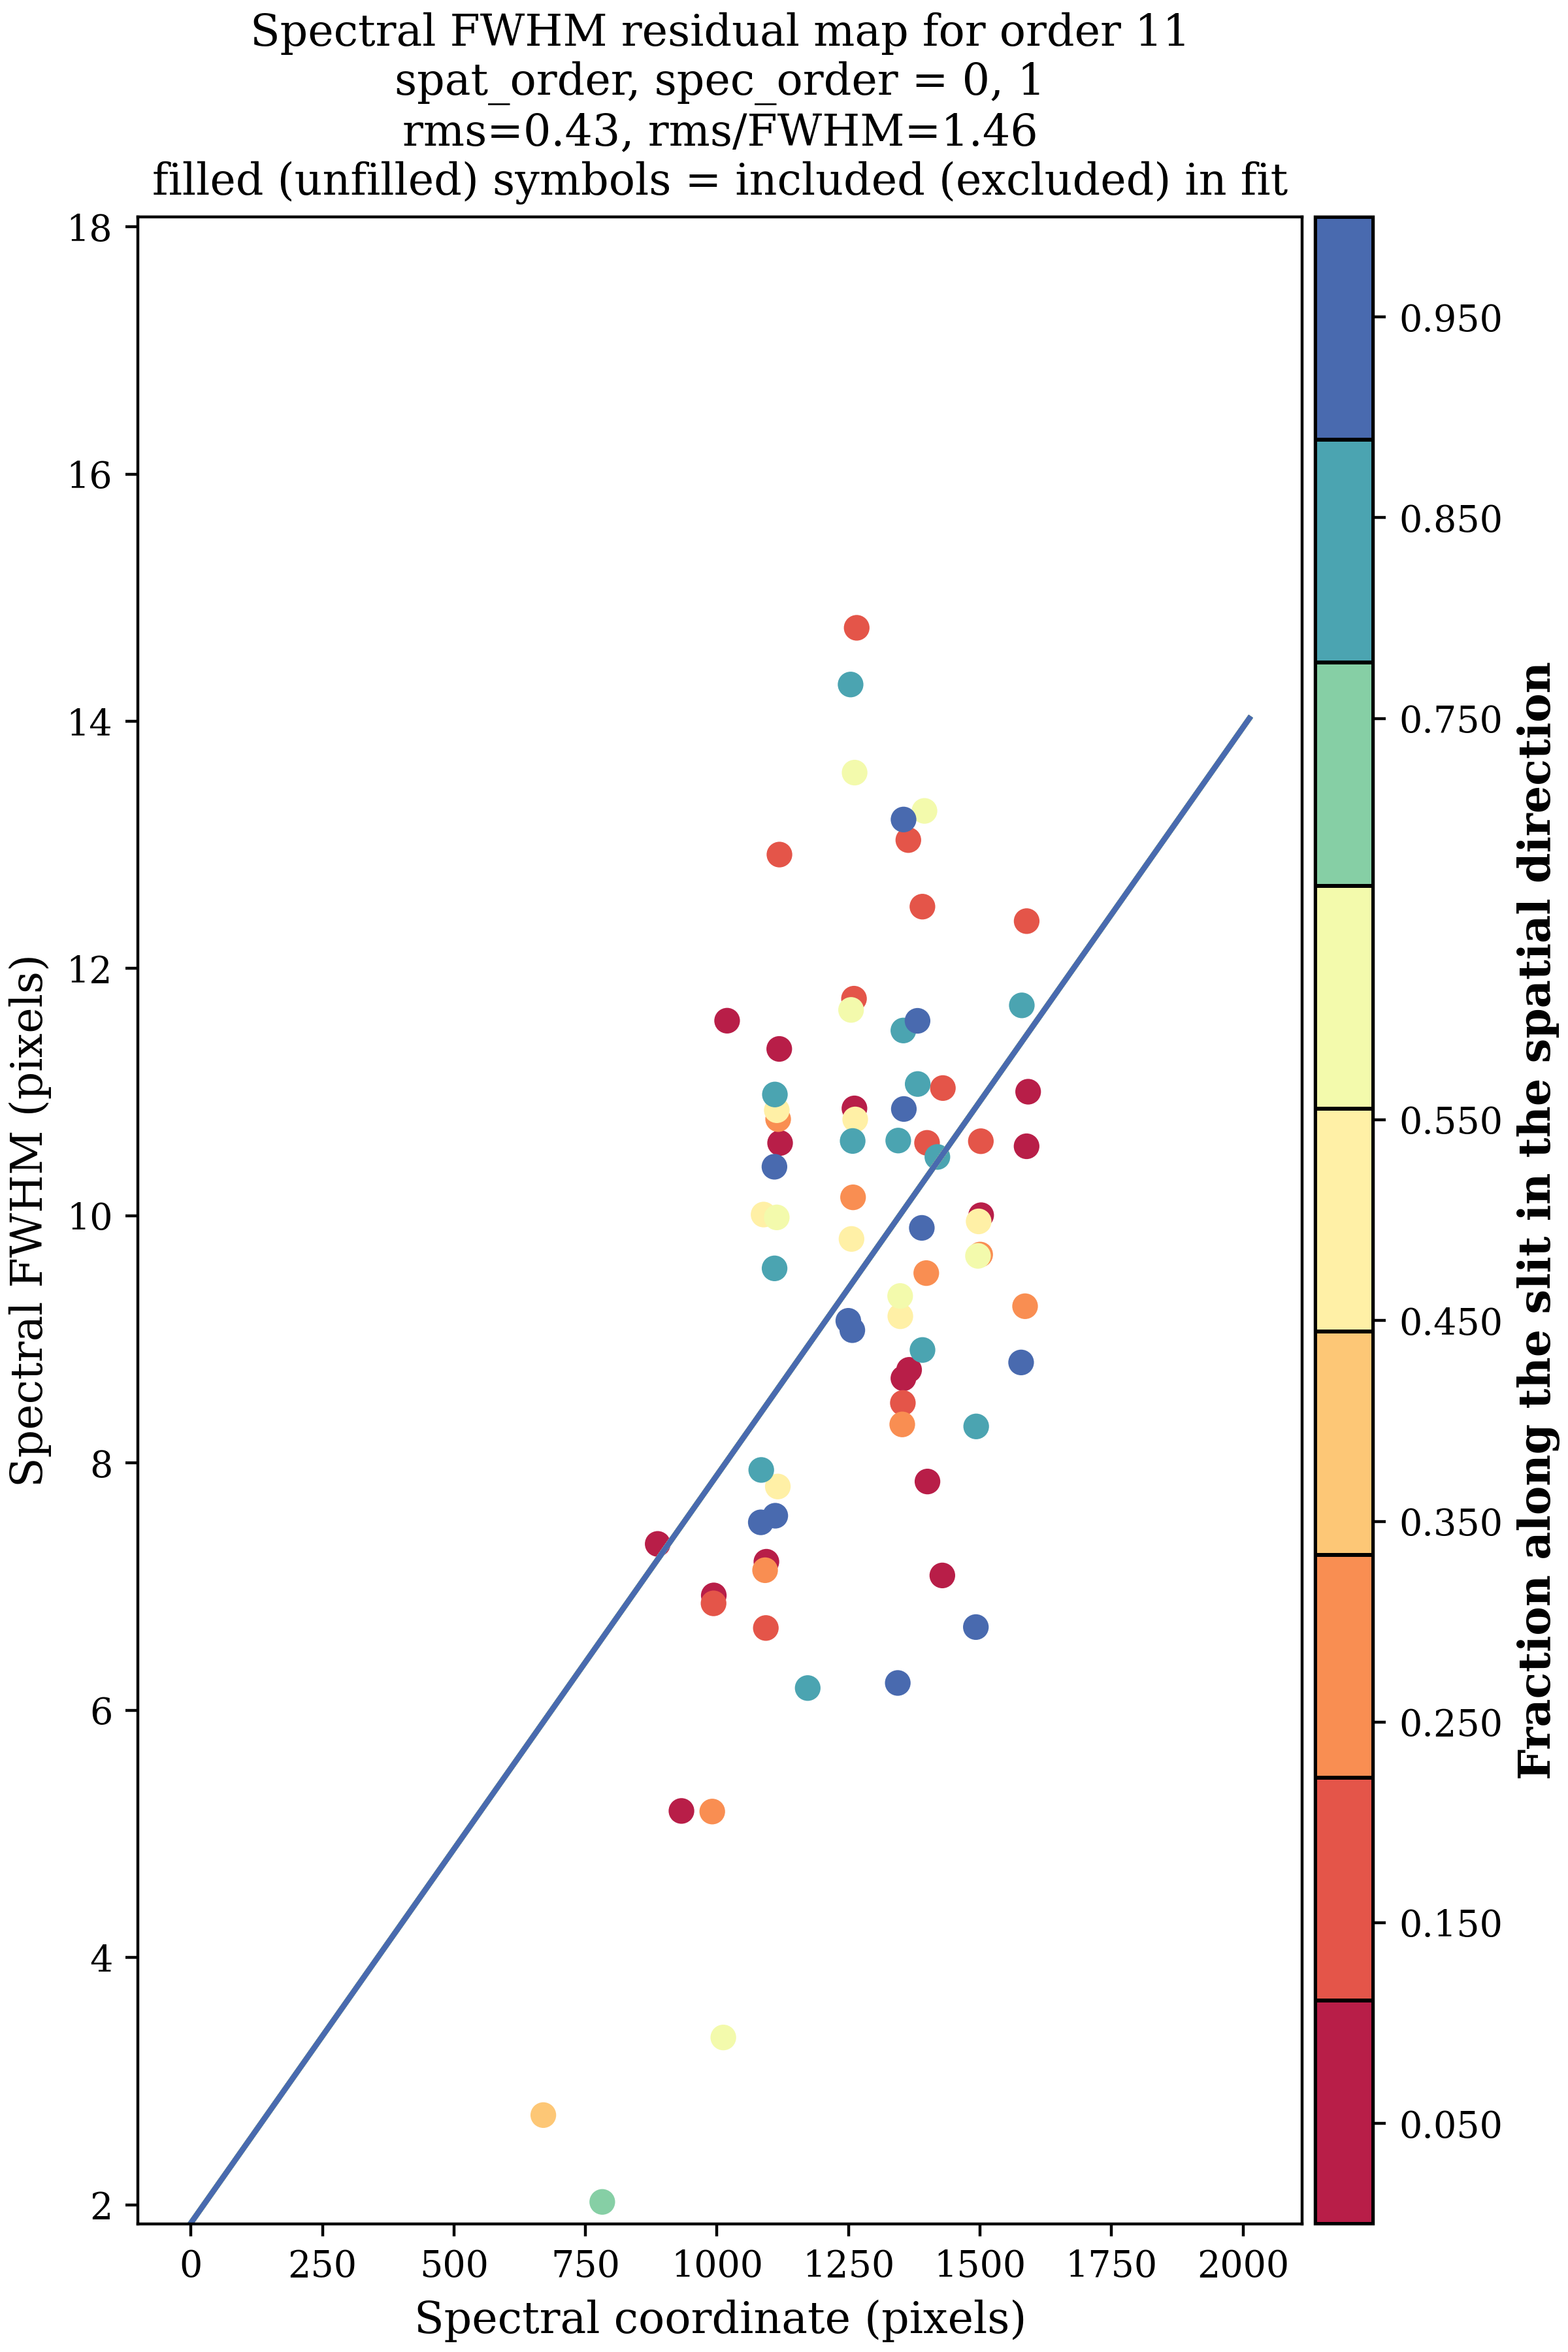 Spectral FWHM residual map for order 11
spat_order, spec_order = 0, 1
rms=0.43, rms/FWHM=1.46
filled (unfilled) symbols = included (excluded) in fit
18
16
14
12
10
8
6
4
2
Spectral FWHM (pixels)
0 250 500 750 1000 1250 1500 1750 2000
Spectral coordinate (pixels)
0.950
0.850
0.750
0.550
0.450
0.350
0.250
0.150
0.050
Fraction along the slit in the spatial direction